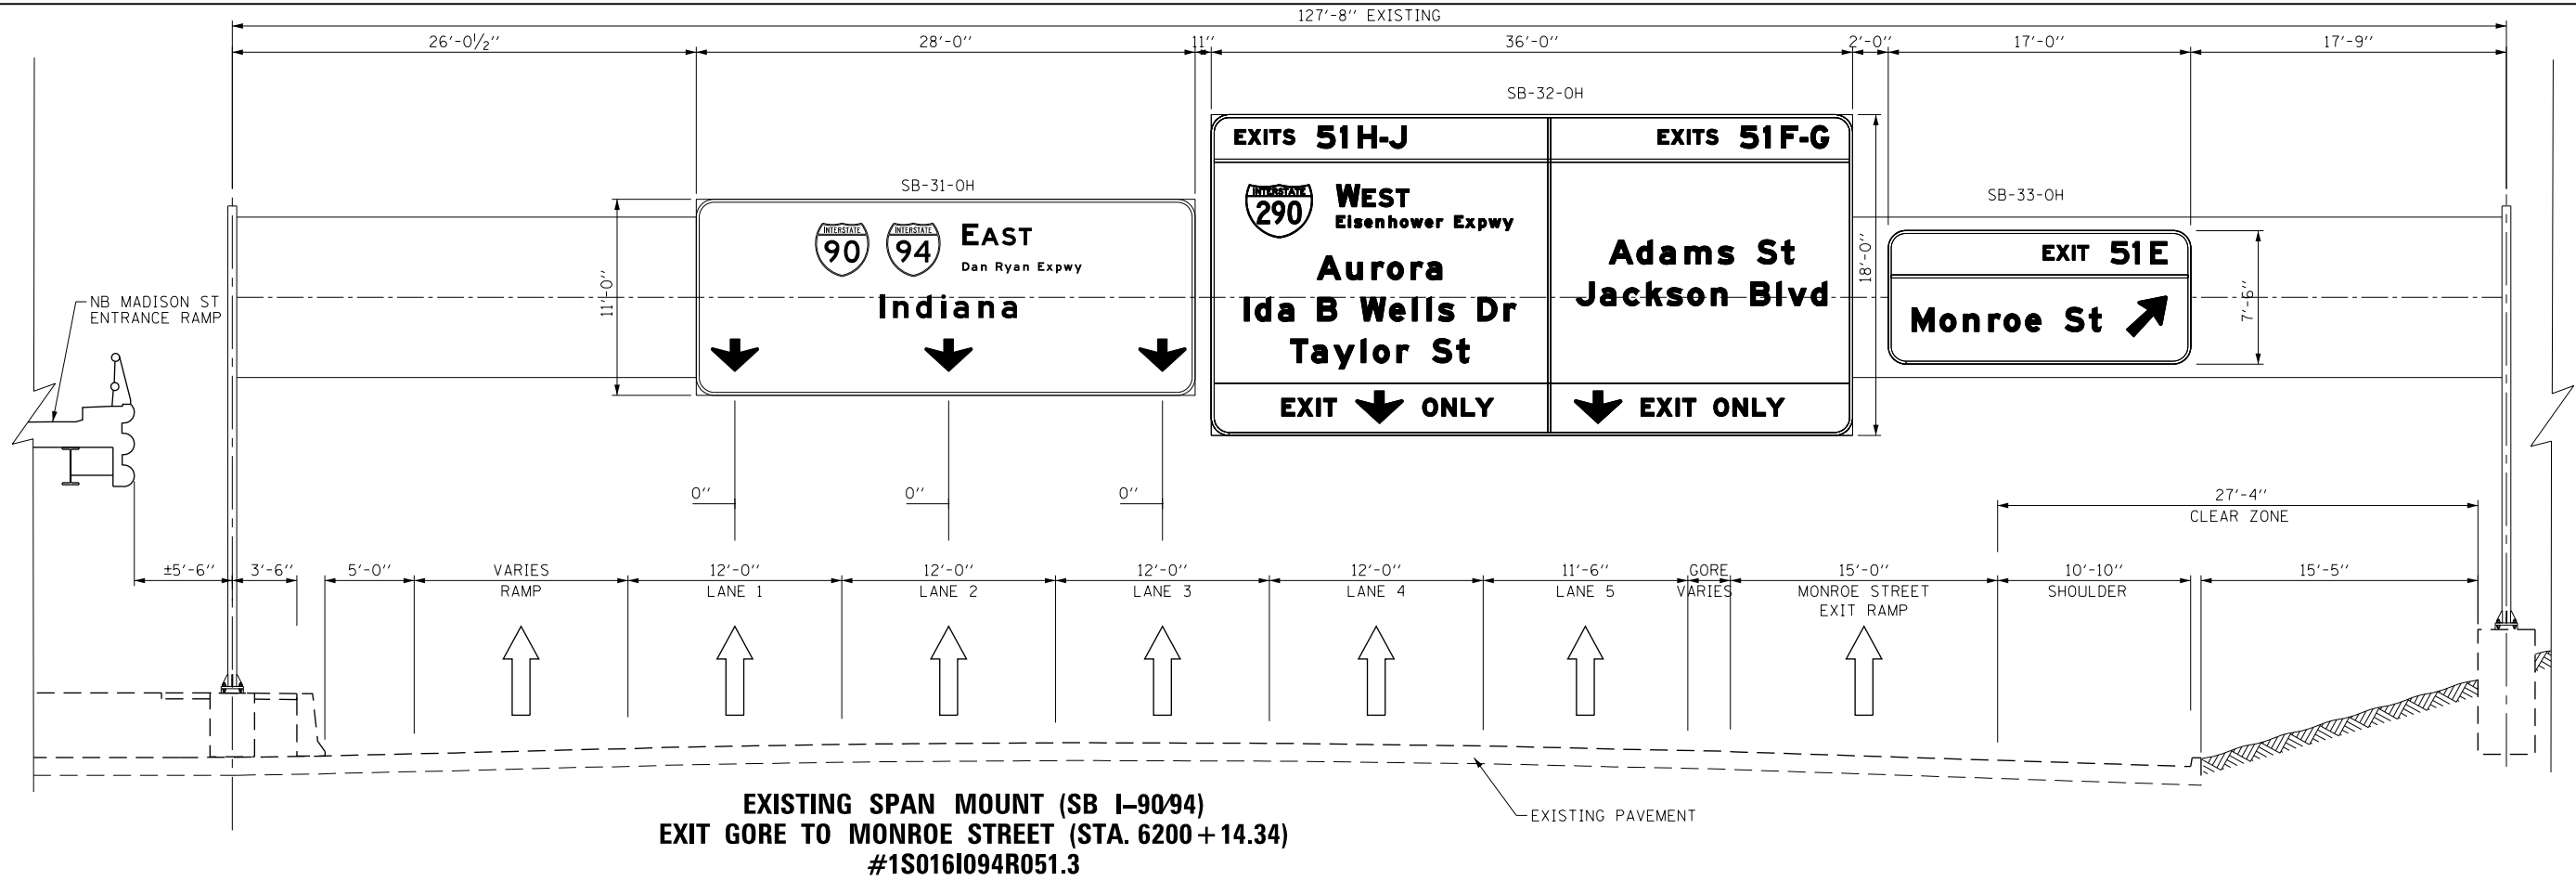 127'-8'' EXISTING
26'-0 1/2''
28'-0''
11''
36'-0''
2'-0''
17'-0''
17'-9''
SB-31-OH
SB-32-OH
SB-33-OH
11'-0''
INTERSTATE
90
INTERSTATE
94
EAST
Dan Ryan Expwy
Indiana
EXITS 51H-J
INTERSTATE
290
WEST
Eisenhower Expwy
Aurora
Ida B Wells Dr
Taylor St
EXIT ONLY
EXITS 51F-G
Adams St
Jackson Blvd
EXIT ONLY
18'-0''
EXIT 51E
Monroe St
7'-6''
NB MADISON ST
ENTRANCE RAMP
0''
0''
0''
27'-4''
CLEAR ZONE
±5'-6''
3'-6''
5'-0''
VARIES
RAMP
12'-0''
LANE 1
12'-0''
LANE 2
12'-0''
LANE 3
12'-0''
LANE 4
11'-6''
LANE 5
GORE
VARIES
15'-0''
MONROE STREET
EXIT RAMP
10'-10''
SHOULDER
15'-5''
EXISTING PAVEMENT
EXISTING SPAN MOUNT (SB I-90/94)
EXIT GORE TO MONROE STREET (STA. 6200+14.34)
#1S016I094R051.3